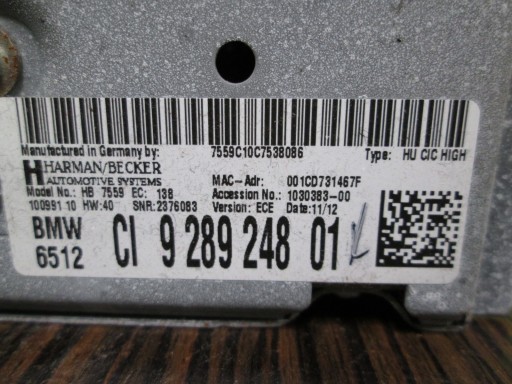 Manufactured in Germany by: 7559C10C7538086 Type: HU CIC HIGH
HARMAN/BECKER
AUTOMOTIVE SYSTEMS MAC-Adr: 001CD731467F
Model No.: HB 7559 EC: 138 Accession No.: 1030383-00
100991.10 HW:40 SNR:2376083 Version: ECE Date:11/12
BMW
6512 CI 9 289 248 01